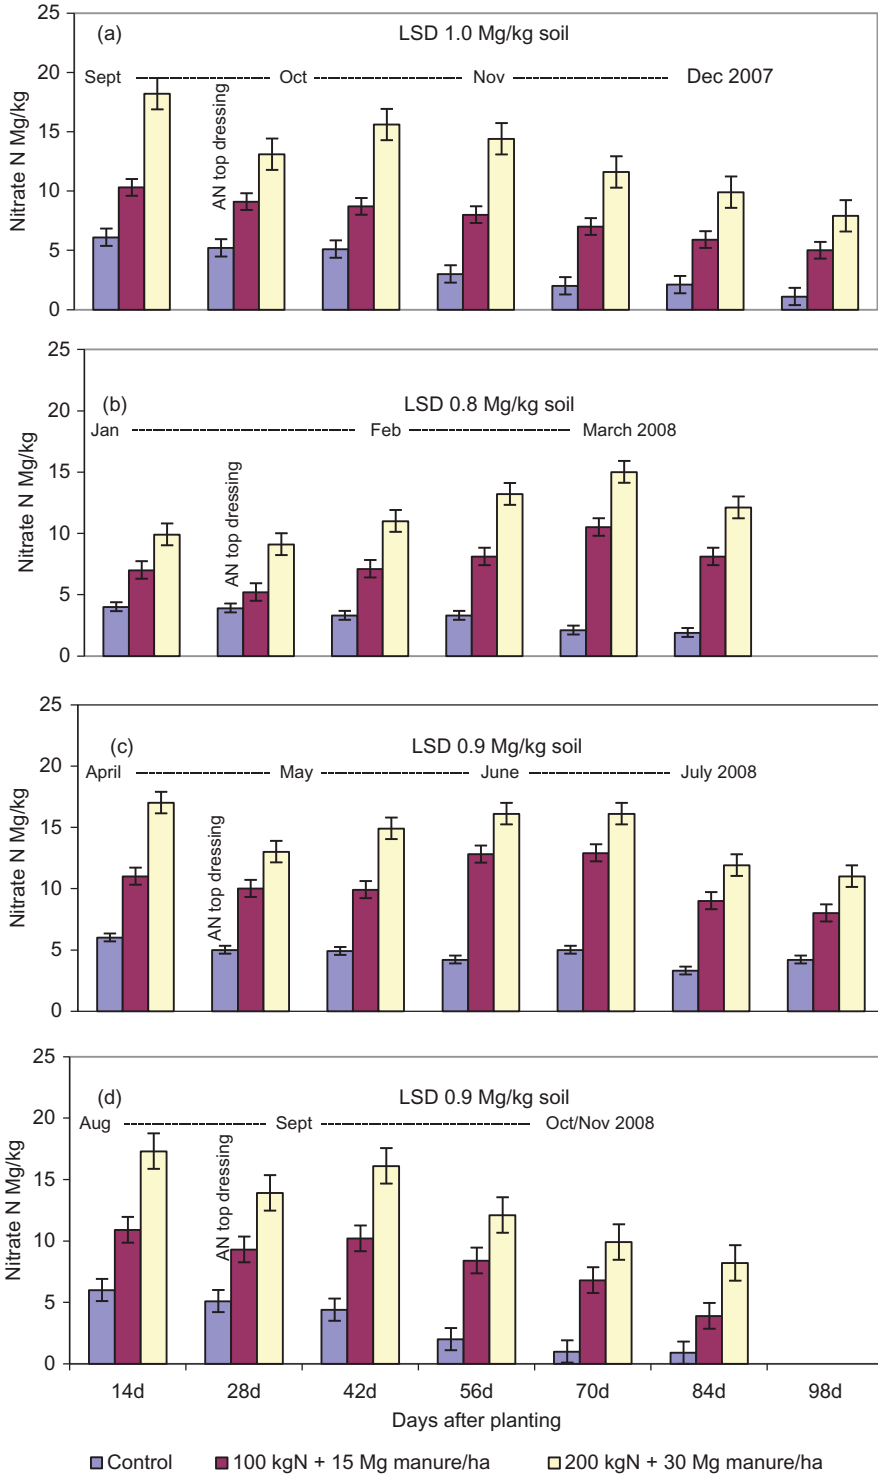 (a)
LSD 1.0 Mg/kg soil
Sept Oct Nov Dec 2007
AN top dressing
Nitrate N Mg/kg
25
20
15
10
5
0
(b)
LSD 0.8 Mg/kg soil
Jan Feb March 2008
AN top dressing
Nitrate N Mg/kg
25
20
15
10
5
0
(c)
LSD 0.9 Mg/kg soil
April May June July 2008
AN top dressing
Nitrate N Mg/kg
25
20
15
10
5
0
(d)
LSD 0.9 Mg/kg soil
Aug Sept Oct/Nov 2008
AN top dressing
Nitrate N Mg/kg
25
20
15
10
5
0
14d 28d 42d 56d 70d 84d 98d
Days after planting
Control 100 kgN + 15 Mg manure/ha 200 kgN + 30 Mg manure/ha